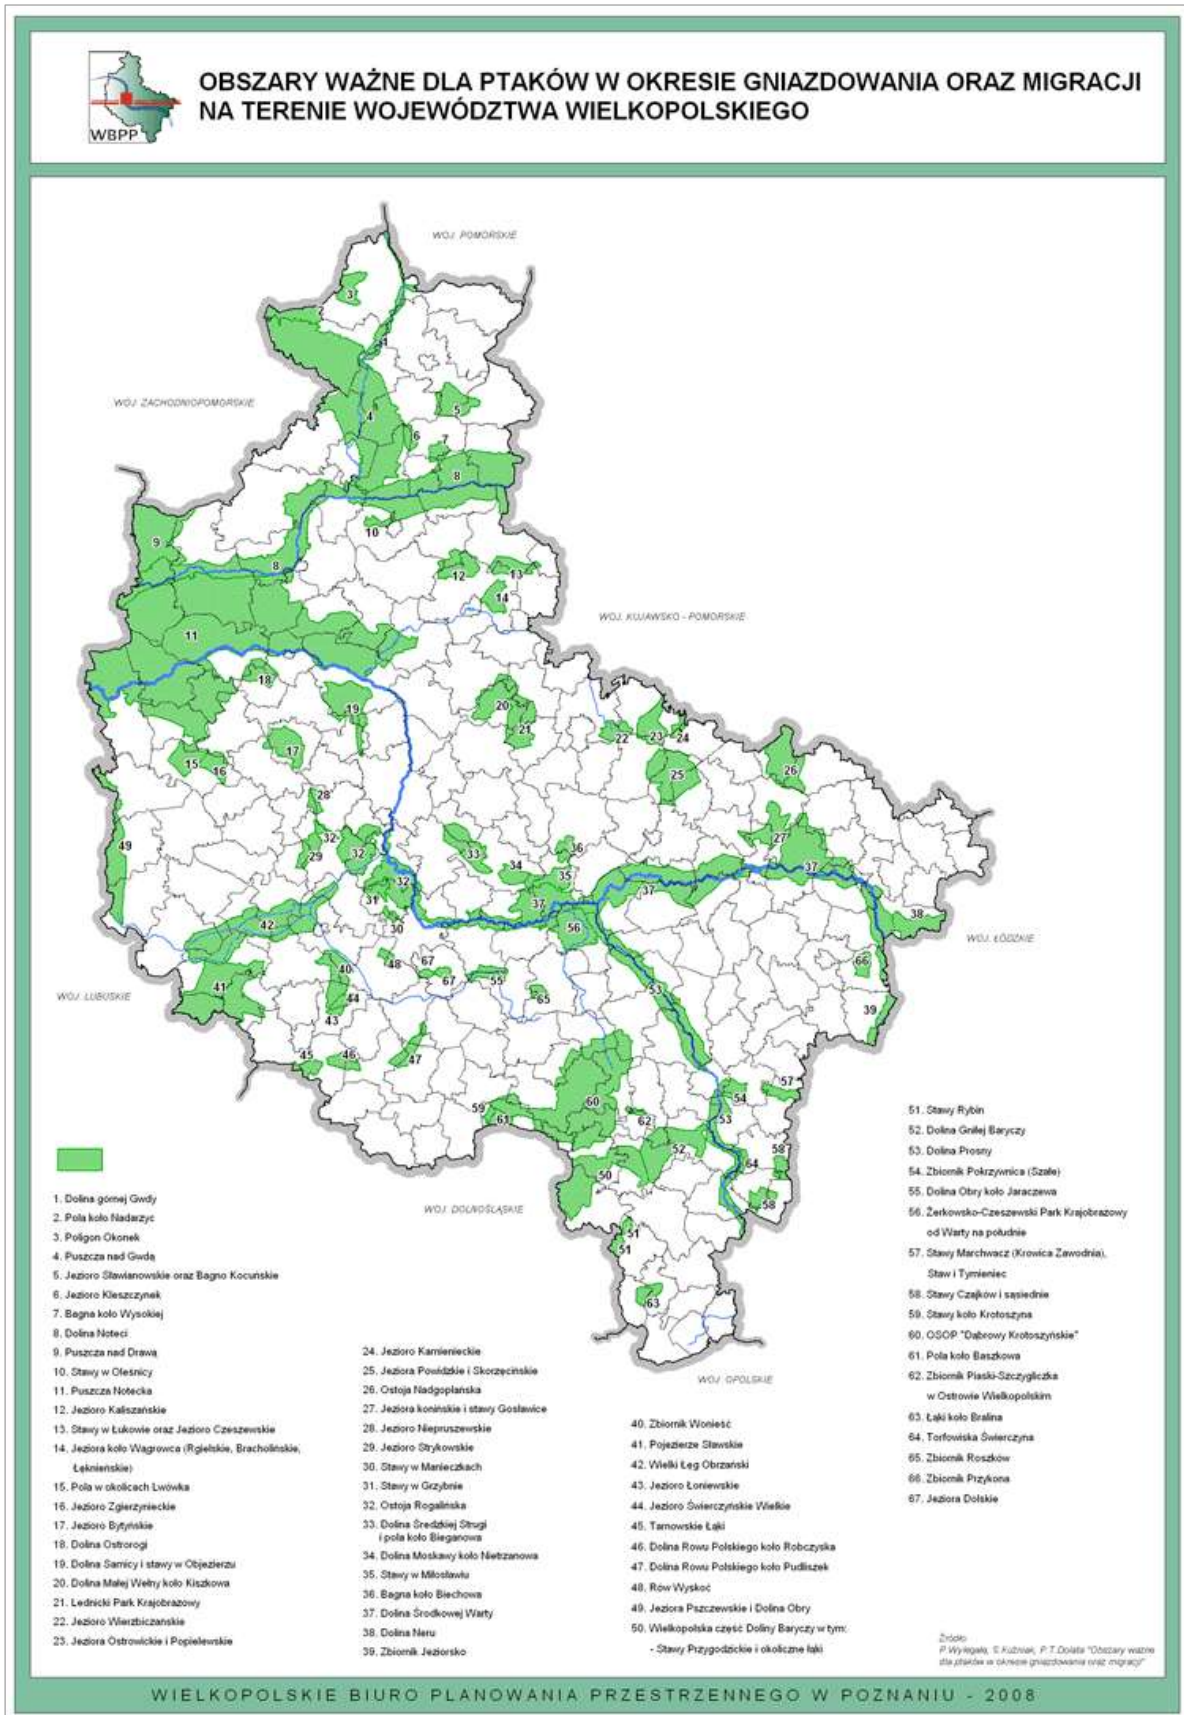 WBPP
OBSZARY WAŻNE DLA PTAKÓW W OKRESIE GNIAZDOWANIA ORAZ MIGRACJI
NA TERENIE WOJEWÓDZTWA WIELKOPOLSKIEGO
WOJ. POMORSKIE
WOJ. ZACHODNIOPOMORSKIE
WOJ. KUJAWSKO - POMORSKIE
WOJ. ŁÓDZKIE
WOJ. LUBUSKIE
WOJ. DOLNOŚLĄSKIE
WOJ. OPOLSKIE
1. Dolina górnej Gwdy
2. Pola koło Nadarzyc
3. Poligon Okonek
4. Puszcza nad Gwdą
5. Jezioro Sławianowskie oraz Bagno Kocuńskie
6. Jezioro Kleszczynek
7. Bagna koło Wysokiej
8. Dolina Noteci
9. Puszcza nad Drawą
10. Stawy w Oleśnicy
11. Puszcza Notecka
12. Jezioro Kaliszańskie
13. Stawy w Łukowie oraz Jezioro Czeszewskie
14. Jeziora koło Wągrowca (Rgielskie, Bracholińskie,
Łęknieńskie)
15. Pola w okolicach Lwówka
16. Jezioro Zgierzynieckie
17. Jezioro Bytyńskie
18. Dolina Ostrorogi
19. Dolina Samicy i stawy w Objezierzu
20. Dolina Małej Wełny koło Kiszkowa
21. Lednicki Park Krajobrazowy
22. Jezioro Wierzbiczańskie
23. Jeziora Ostrowickie i Popielewskie
24. Jezioro Kamienieckie
25. Jeziora Powidzkie i Skorzęcińskie
26. Ostoja Nadgoplańska
27. Jeziora konińskie i stawy Gosławice
28. Jezioro Niepruszewskie
29. Jezioro Strykowskie
30. Stawy w Manieczkach
31. Stawy w Grzybnie
32. Ostoja Rogalińska
33. Dolina Średzkiej Strugi
i pola koło Bieganowa
34. Dolina Moskawy koło Nietrzanowa
35. Stawy w Miłosławiu
36. Bagna koło Biechowa
37. Dolina Środkowej Warty
38. Dolina Neru
39. Zbiornik Jeziorsko
40. Zbiornik Wonieść
41. Pojezierze Sławskie
42. Wielki Łęg Obrzański
43. Jezioro Łoniewskie
44. Jezioro Świerczyńskie Wielkie
45. Tarnowskie Łąki
46. Dolina Rowu Polskiego koło Robczyska
47. Dolina Rowu Polskiego koło Pudliszek
48. Rów Wyskoć
49. Jeziora Pszczewskie i Dolina Obry
50. Wielkopolska część Doliny Baryczy w tym:
- Stawy Przygodzickie i okoliczne łąki
51. Stawy Rybin
52. Dolina Gniłej Baryczy
53. Dolina Prosny
54. Zbiornik Pokrzywnica (Szałe)
55. Dolina Obry koło Jaraczewa
56. Żerkowsko-Czeszewski Park Krajobrazowy
od Warty na południe
57. Stawy Marchwacz (Krowica Zawodnia),
Staw i Tymieniec
58. Stawy Czajków i sąsiednie
59. Stawy koło Krotoszyna
60. OSOP "Dąbrowy Krotoszyńskie"
61. Pola koło Baszkowa
62. Zbiornik Piaski-Szczygliczka
w Ostrowie Wielkopolskim
63. Łąki koło Bralina
64. Torfowiska Świerczyna
65. Zbiornik Roszków
66. Zbiornik Przykona
67. Jeziora Dolskie
Źródło:
P.Wylegała, S.Kuźniak, P.T.Dolata "Obszary ważne
dla ptaków w okresie gniazdowania oraz migracji"
WIELKOPOLSKIE BIURO PLANOWANIA PRZESTRZENNEGO W POZNANIU - 2008